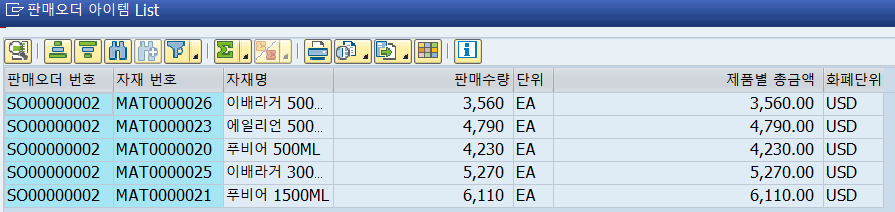 판매오더 아이템 List
판매오더 번호 자재 번호 자재명 판매수량 단위 제품별 총금액 화폐단위
SO00000002 MAT0000026 이배라거 500... 3,560 EA 3,560.00 USD
SO00000002 MAT0000023 에일리언 500... 4,790 EA 4,790.00 USD
SO00000002 MAT0000020 푸비어 500ML 4,230 EA 4,230.00 USD
SO00000002 MAT0000025 이배라거 300... 5,270 EA 5,270.00 USD
SO00000002 MAT0000021 푸비어 1500ML 6,110 EA 6,110.00 USD